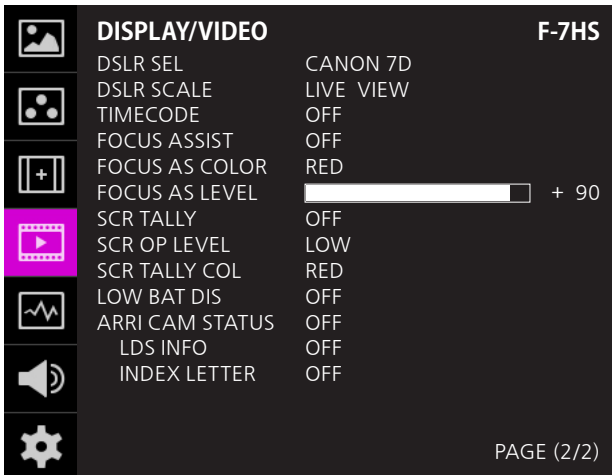 DISPLAY/VIDEO F-7HS
DSLR SEL CANON 7D
DSLR SCALE LIVE VIEW
TIMECODE OFF
FOCUS ASSIST OFF
FOCUS AS COLOR RED
FOCUS AS LEVEL + 90
SCR TALLY OFF
SCR OP LEVEL LOW
SCR TALLY COL RED
LOW BAT DIS OFF
ARRI CAM STATUS OFF
LDS INFO OFF
INDEX LETTER OFF
PAGE (2/2)